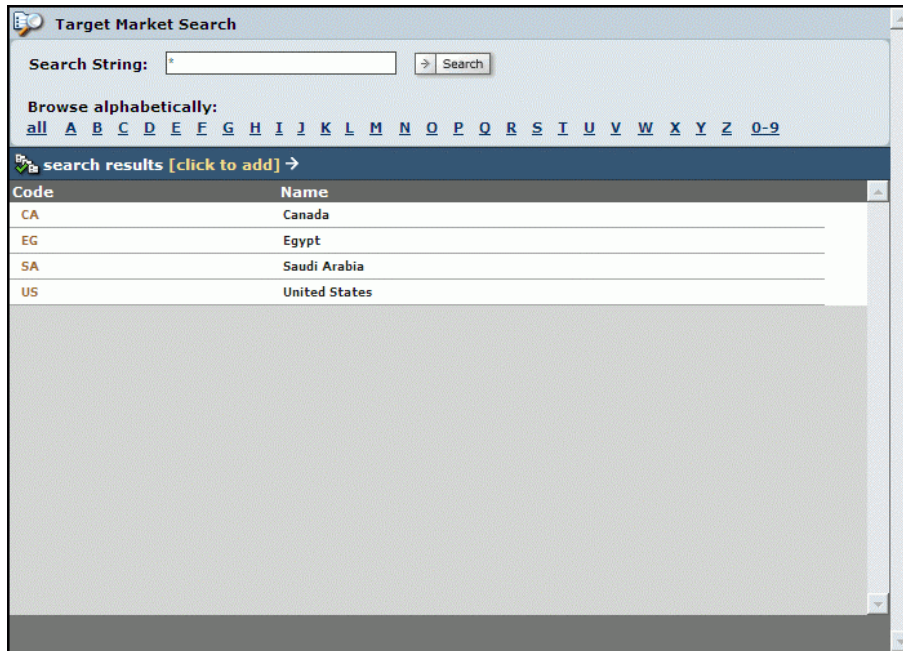 Target Market Search
Search String: * → Search
Browse alphabetically:
all A B C D E F G H I J K L M N O P Q R S T U V W X Y Z 0-9
search results [click to add] →
Code Name
CA Canada
EG Egypt
SA Saudi Arabia
US United States